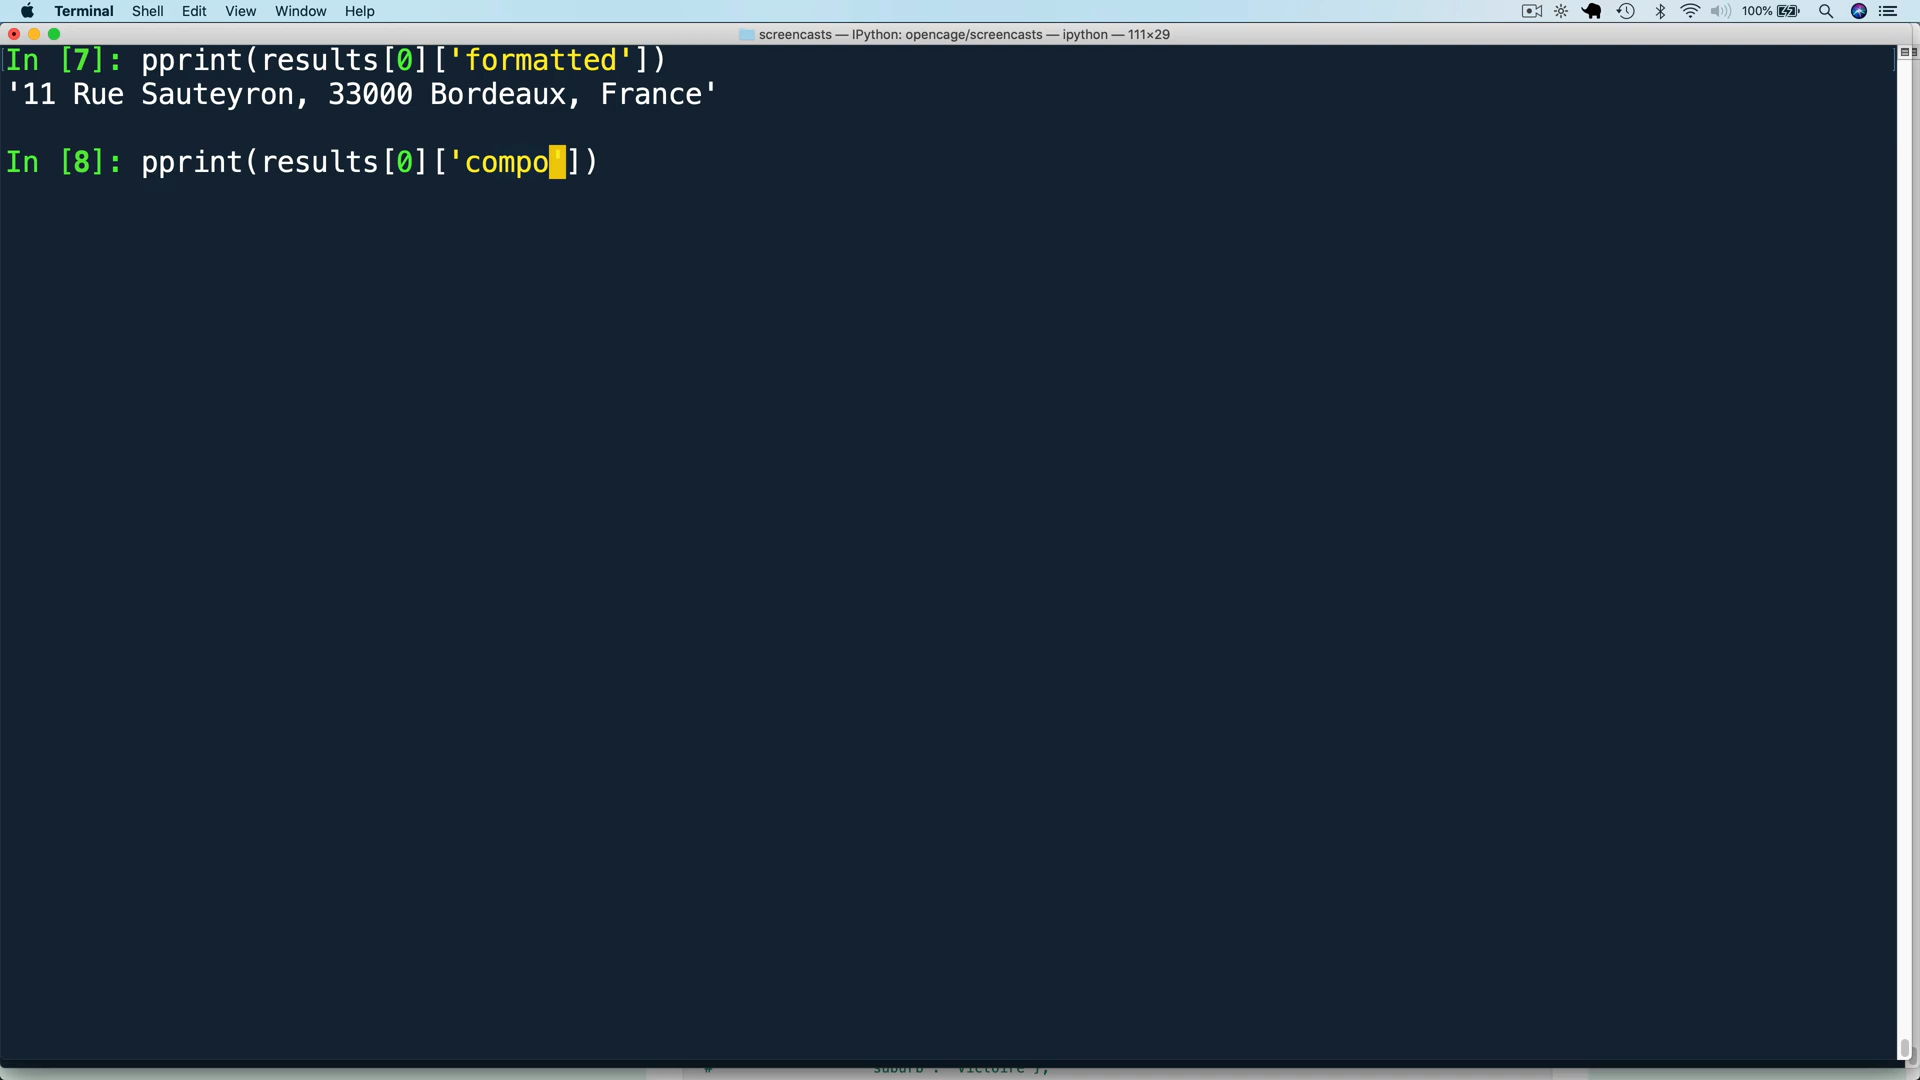 Terminal Shell Edit View Window Help 100%
screencasts — IPython: opencage/screencasts — ipython — 111×29
In [7]: pprint(results[0]['formatted'])
'11 Rue Sauteyron, 33000 Bordeaux, France'
In [8]: pprint(results[0]['compo'])